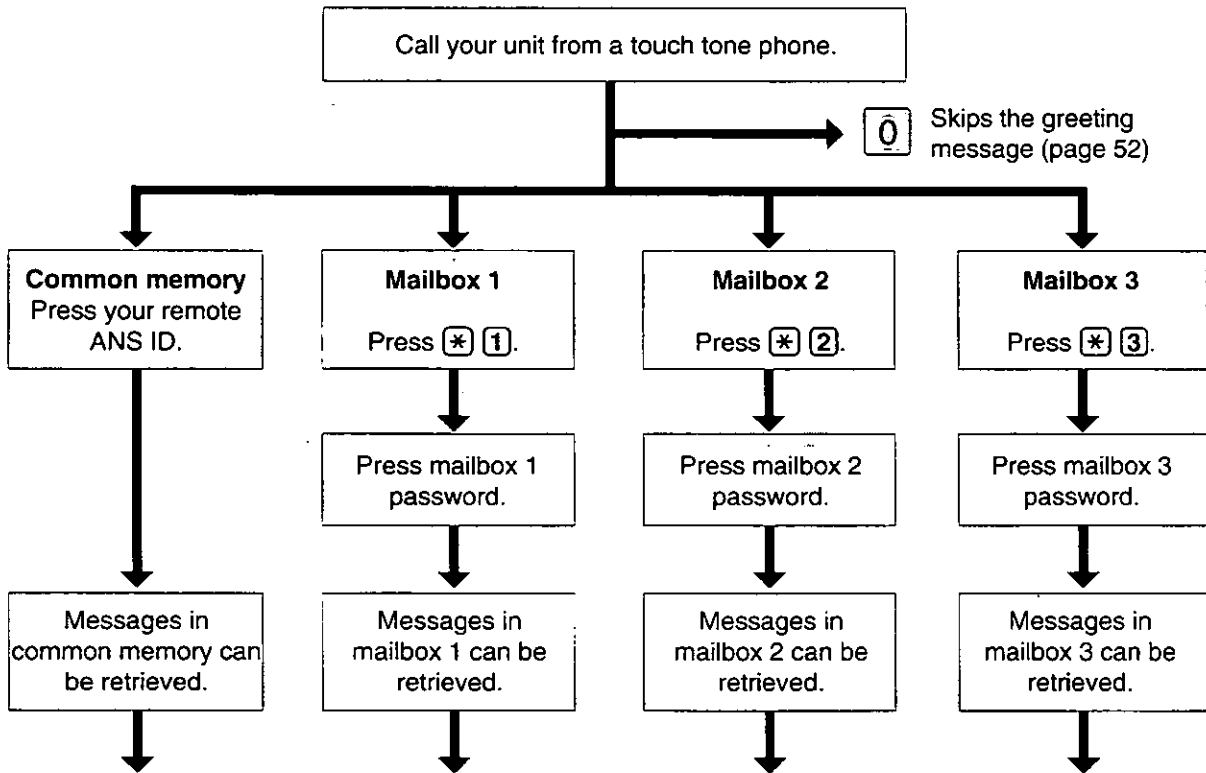 Call your unit from a touch tone phone.
0 Skips the greeting
message (page 52)
Common memory
Press your remote
ANS ID.
Mailbox 1
Press * 1.
Mailbox 2
Press * 2.
Mailbox 3
Press * 3.
Press mailbox 1
password.
Press mailbox 2
password.
Press mailbox 3
password.
Messages in
common memory can
be retrieved.
Messages in
mailbox 1 can be
retrieved.
Messages in
mailbox 2 can be
retrieved.
Messages in
mailbox 3 can be
retrieved.